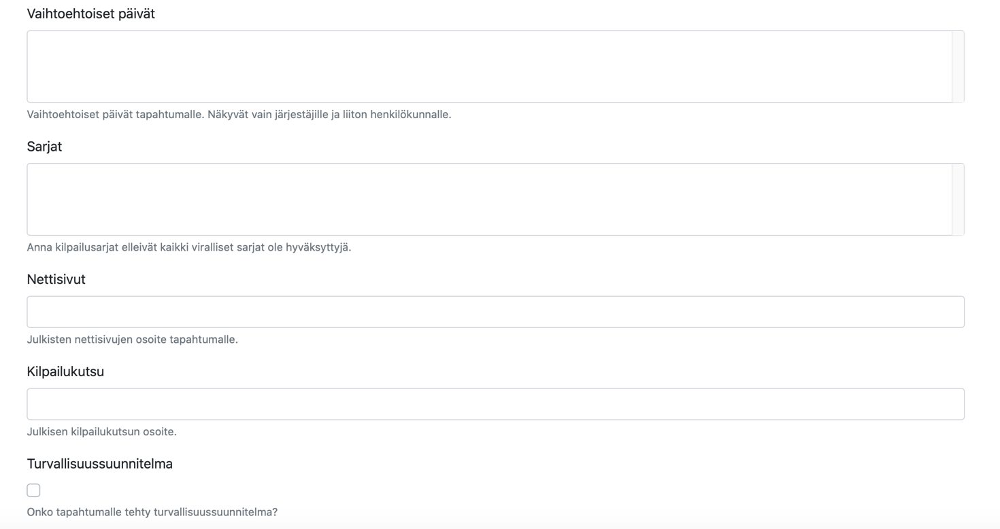 Vaihtoehtoiset päivät
Vaihtoehtoiset päivät tapahtumalle. Näkyvät vain järjestäjille ja liiton henkilökunnalle.
Sarjat
Anna kilpailusarjat elleivät kaikki viralliset sarjat ole hyväksyttyjä.
Nettisivut
Julkisten nettisivujen osoite tapahtumalle.
Kilpailukutsu
Julkisen kilpailukutsun osoite.
Turvallisuussuunnitelma
Onko tapahtumalle tehty turvallisuussuunnitelma?